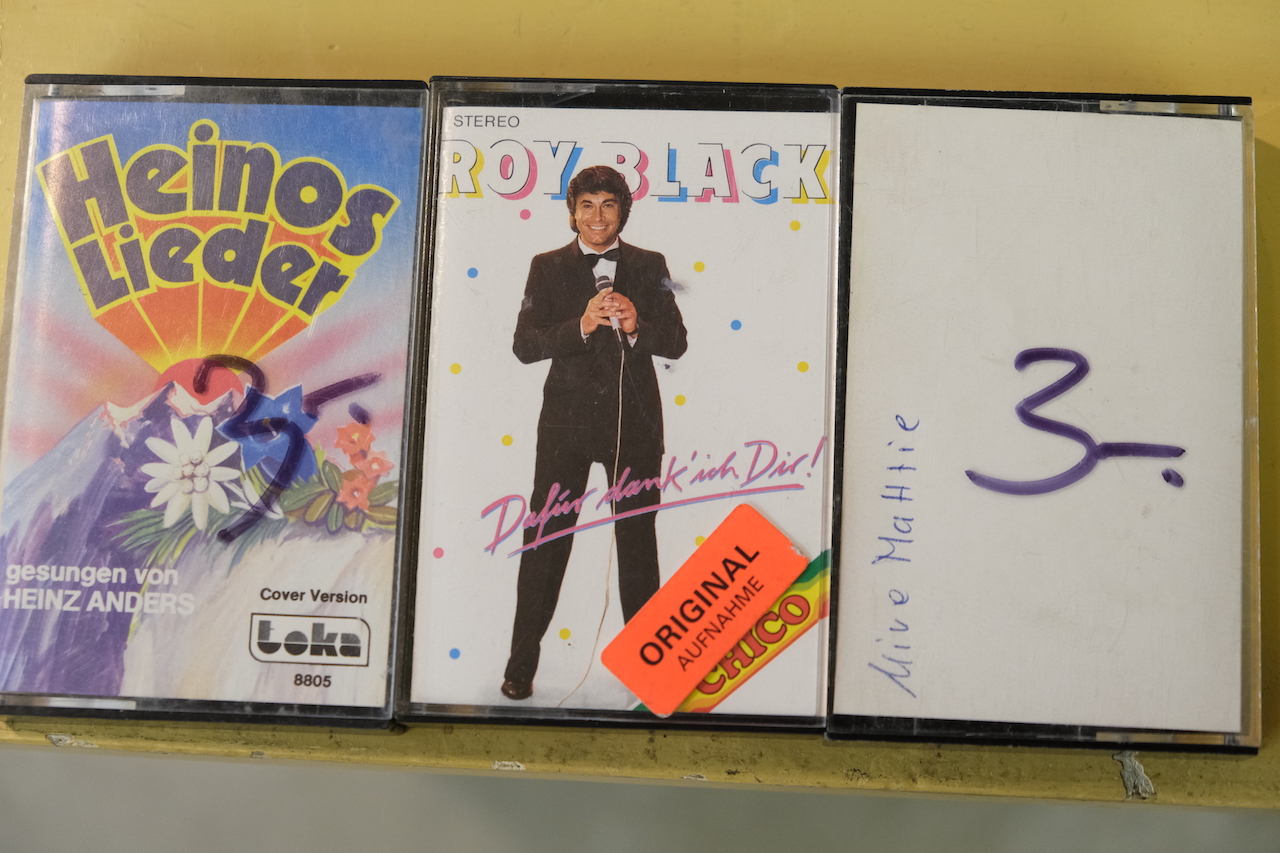 Heinos
Lieder
3.
gesungen von
HEINZ ANDERS
Cover Version
toka
8805
STEREO
ROY BLACK
Dafür dank' ich Dir!
ORIGINAL
AUFNAHME
CHICO
3.